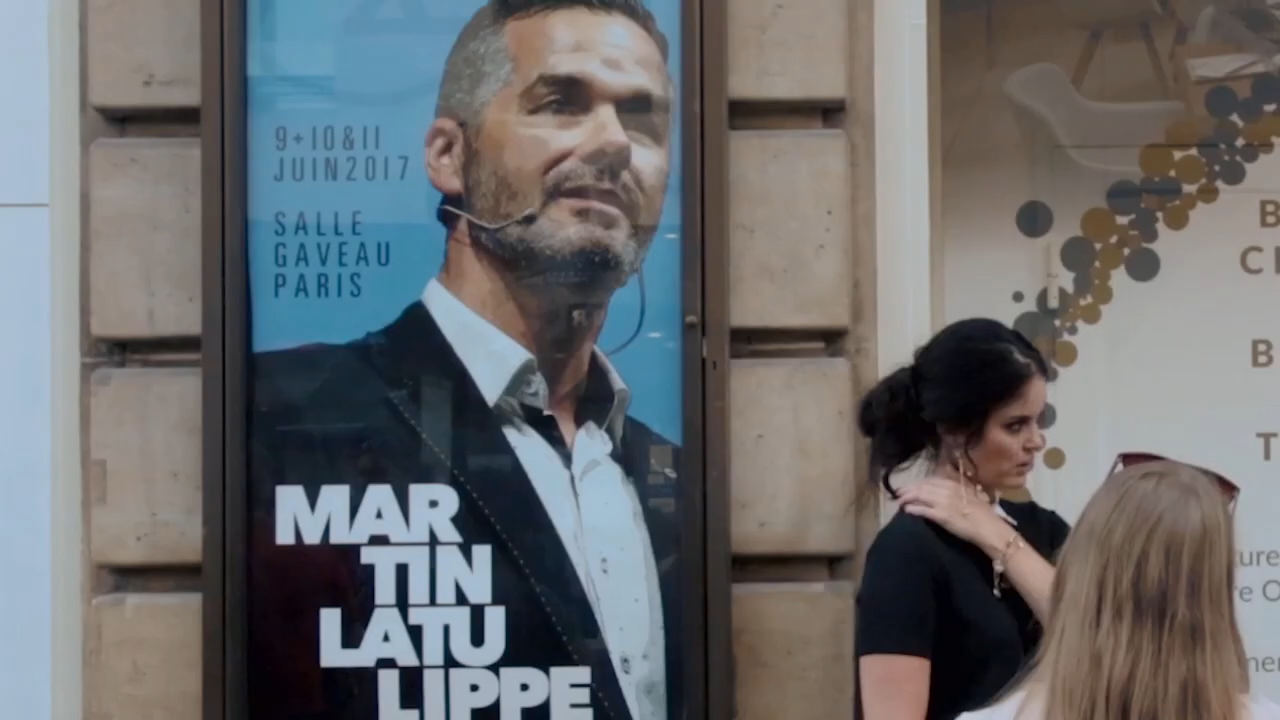 9+10&11
JUIN2017
SALLE
GAVEAU
PARIS
MAR
TIN
LATU
LIPPE